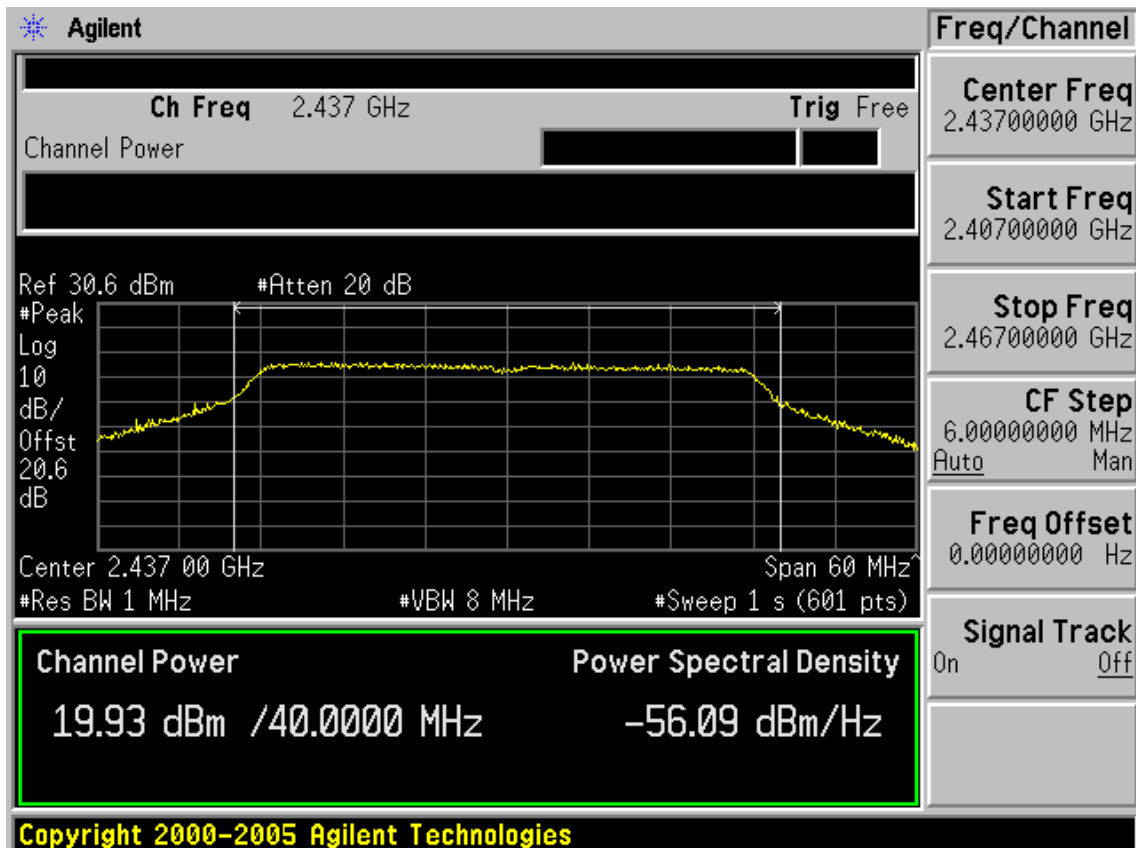 Agilent
Freq/Channel
Ch Freq 2.437 GHz Trig Free
Channel Power
Ref 30.6 dBm #Atten 20 dB
#Peak
Log
10
dB/
Offst
20.6
dB
Center 2.437 00 GHz Span 60 MHz^
#Res BW 1 MHz #VBW 8 MHz #Sweep 1 s (601 pts)
Channel Power Power Spectral Density
19.93 dBm /40.0000 MHz -56.09 dBm/Hz
Center Freq
2.43700000 GHz
Start Freq
2.40700000 GHz
Stop Freq
2.46700000 GHz
CF Step
6.00000000 MHz
Auto Man
Freq Offset
0.00000000 Hz
Signal Track
On Off
Copyright 2000-2005 Agilent Technologies